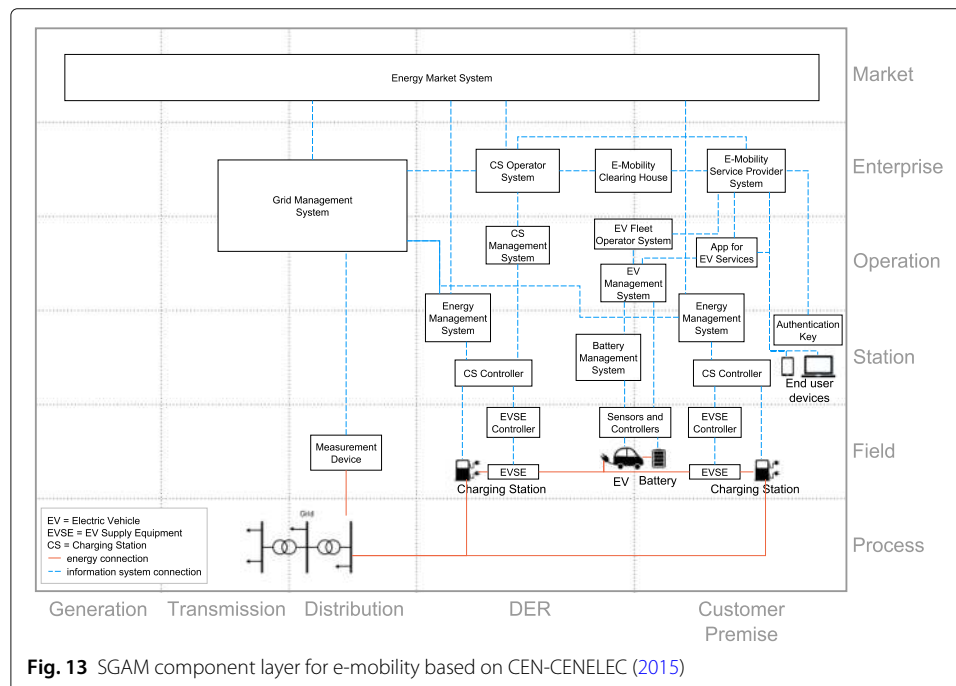 Energy Market System
Market
CS Operator
System
E-Mobility
Clearing House
E-Mobility
Service Provider
System
Enterprise
Grid Management
System
CS
Management
System
EV Fleet
Operator System
App for
EV Services
EV
Management
System
Operation
Energy
Management
System
Energy
Management
System
Authentication
Key
Battery
Management
System
CS Controller
CS Controller
End user
devices
Station
EVSE
Controller
Sensors and
Controllers
EVSE
Controller
Measurement
Device
EVSE
EVSE
Charging Station
EV
Battery
Charging Station
Field
Grid
EV = Electric Vehicle
EVSE = EV Supply Equipment
CS = Charging Station
energy connection
information system connection
Process
Generation
Transmission
Distribution
DER
Customer
Premise
Fig. 13 SGAM component layer for e-mobility based on CEN-CENELEC (2015)